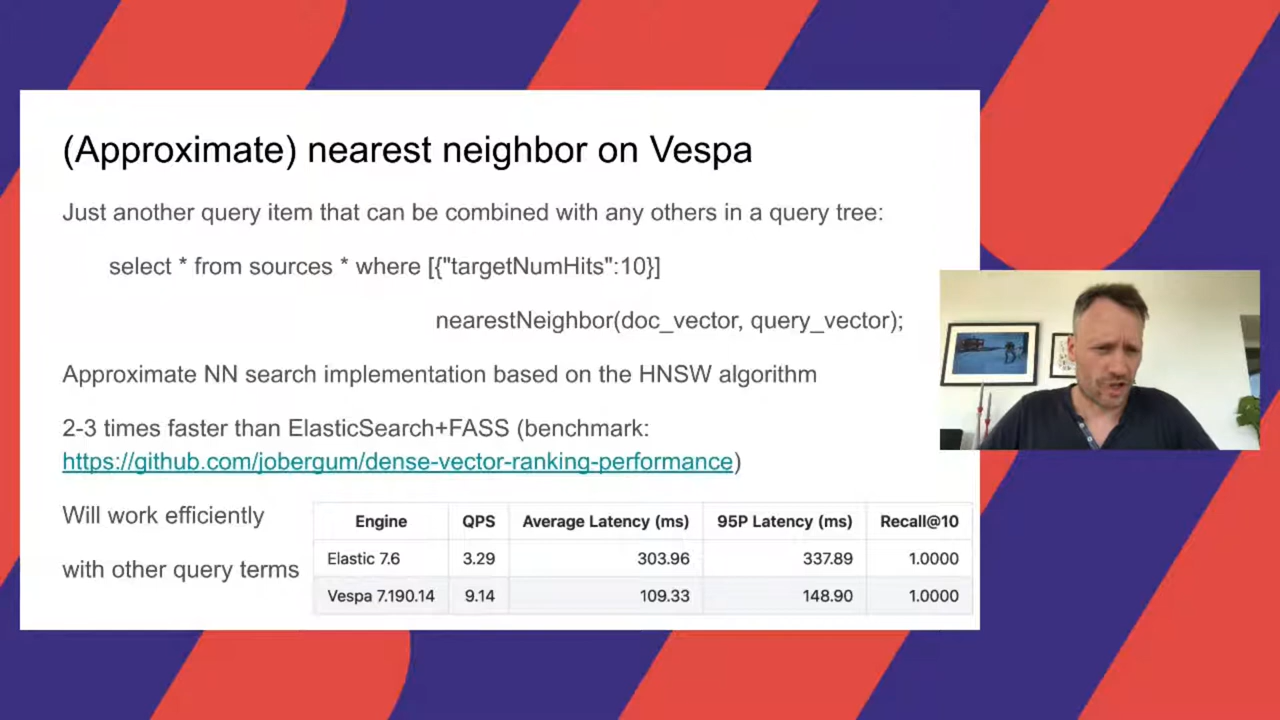 (Approximate) nearest neighbor on Vespa
Just another query item that can be combined with any others in a query tree:
select * from sources * where [{"targetNumHits":10}]
nearestNeighbor(doc_vector, query_vector);
Approximate NN search implementation based on the HNSW algorithm
2-3 times faster than ElasticSearch+FASS (benchmark:
https://github.com/jobergum/dense-vector-ranking-performance)
Will work efficiently
with other query terms
Engine QPS Average Latency (ms) 95P Latency (ms) Recall@10
Elastic 7.6 3.29 303.96 337.89 1.0000
Vespa 7.190.14 9.14 109.33 148.90 1.0000